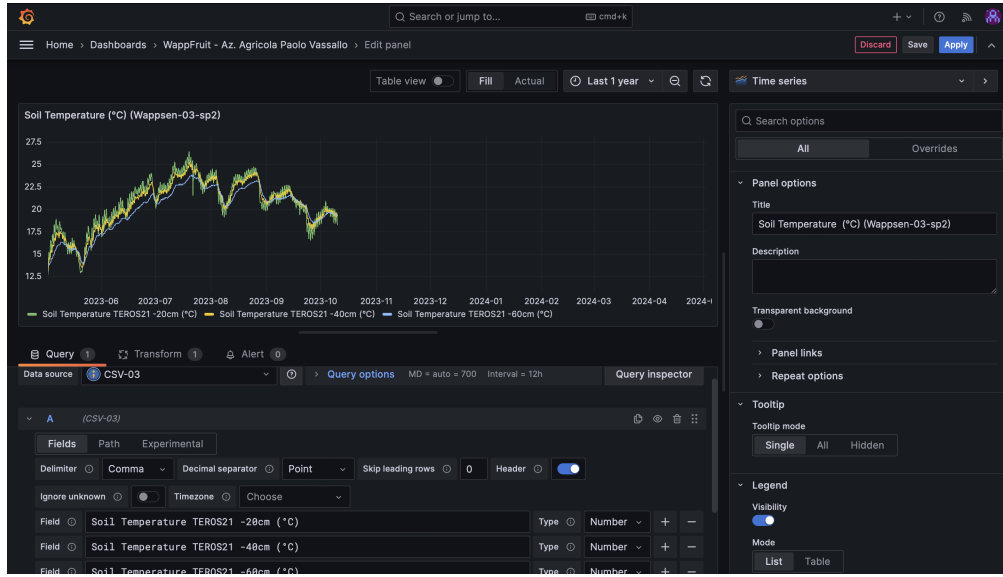 Search or jump to... cmd+k
Home › Dashboards › WappFruit - Az. Agricola Paolo Vassallo › Edit panel
Discard Save Apply
Table view Fill Actual Last 1 year
Time series
Soil Temperature (°C) (Wappsen-03-sp2)
27.5
25
22.5
20
17.5
15
12.5
2023-06 2023-07 2023-08 2023-09 2023-10 2023-11 2023-12 2024-01 2024-02 2024-03 2024-04 2024-
Soil Temperature TEROS21 -20cm (°C) Soil Temperature TEROS21 -40cm (°C) Soil Temperature TEROS21 -60cm (°C)
Query 1 Transform 1 Alert 0
Data source CSV-03 Query options MD = auto = 700 Interval = 12h Query inspector
A (CSV-03)
Fields Path Experimental
Delimiter Comma Decimal separator Point Skip leading rows 0 Header
Ignore unknown Timezone Choose
Field Soil Temperature TEROS21 -20cm (°C) Type Number + −
Field Soil Temperature TEROS21 -40cm (°C) Type Number + −
Field Soil Temperature TEROS21 -60cm (°C) Type Number + −
Search options
All Overrides
Panel options
Title
Soil Temperature (°C) (Wappsen-03-sp2)
Description
Transparent background
Panel links
Repeat options
Tooltip
Tooltip mode
Single All Hidden
Legend
Visibility
Mode
List Table